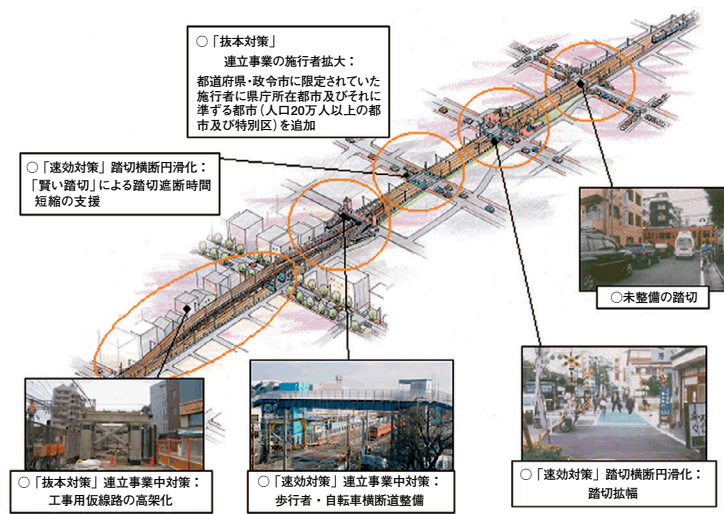 ○「抜本対策」
連立事業の施行者拡大：
都道府県・政令市に限定されていた
施行者に県庁所在都市及びそれに
準ずる都市（人口20万人以上の都
市及び特別区）を追加
○「速効対策」踏切横断円滑化：
「賢い踏切」による踏切遮断時間
短縮の支援
○未整備の踏切
○「抜本対策」連立事業中対策：
工事用仮線路の高架化
○「速効対策」連立事業中対策：
歩行者・自転車横断道整備
○「速効対策」踏切横断円滑化：
踏切拡幅